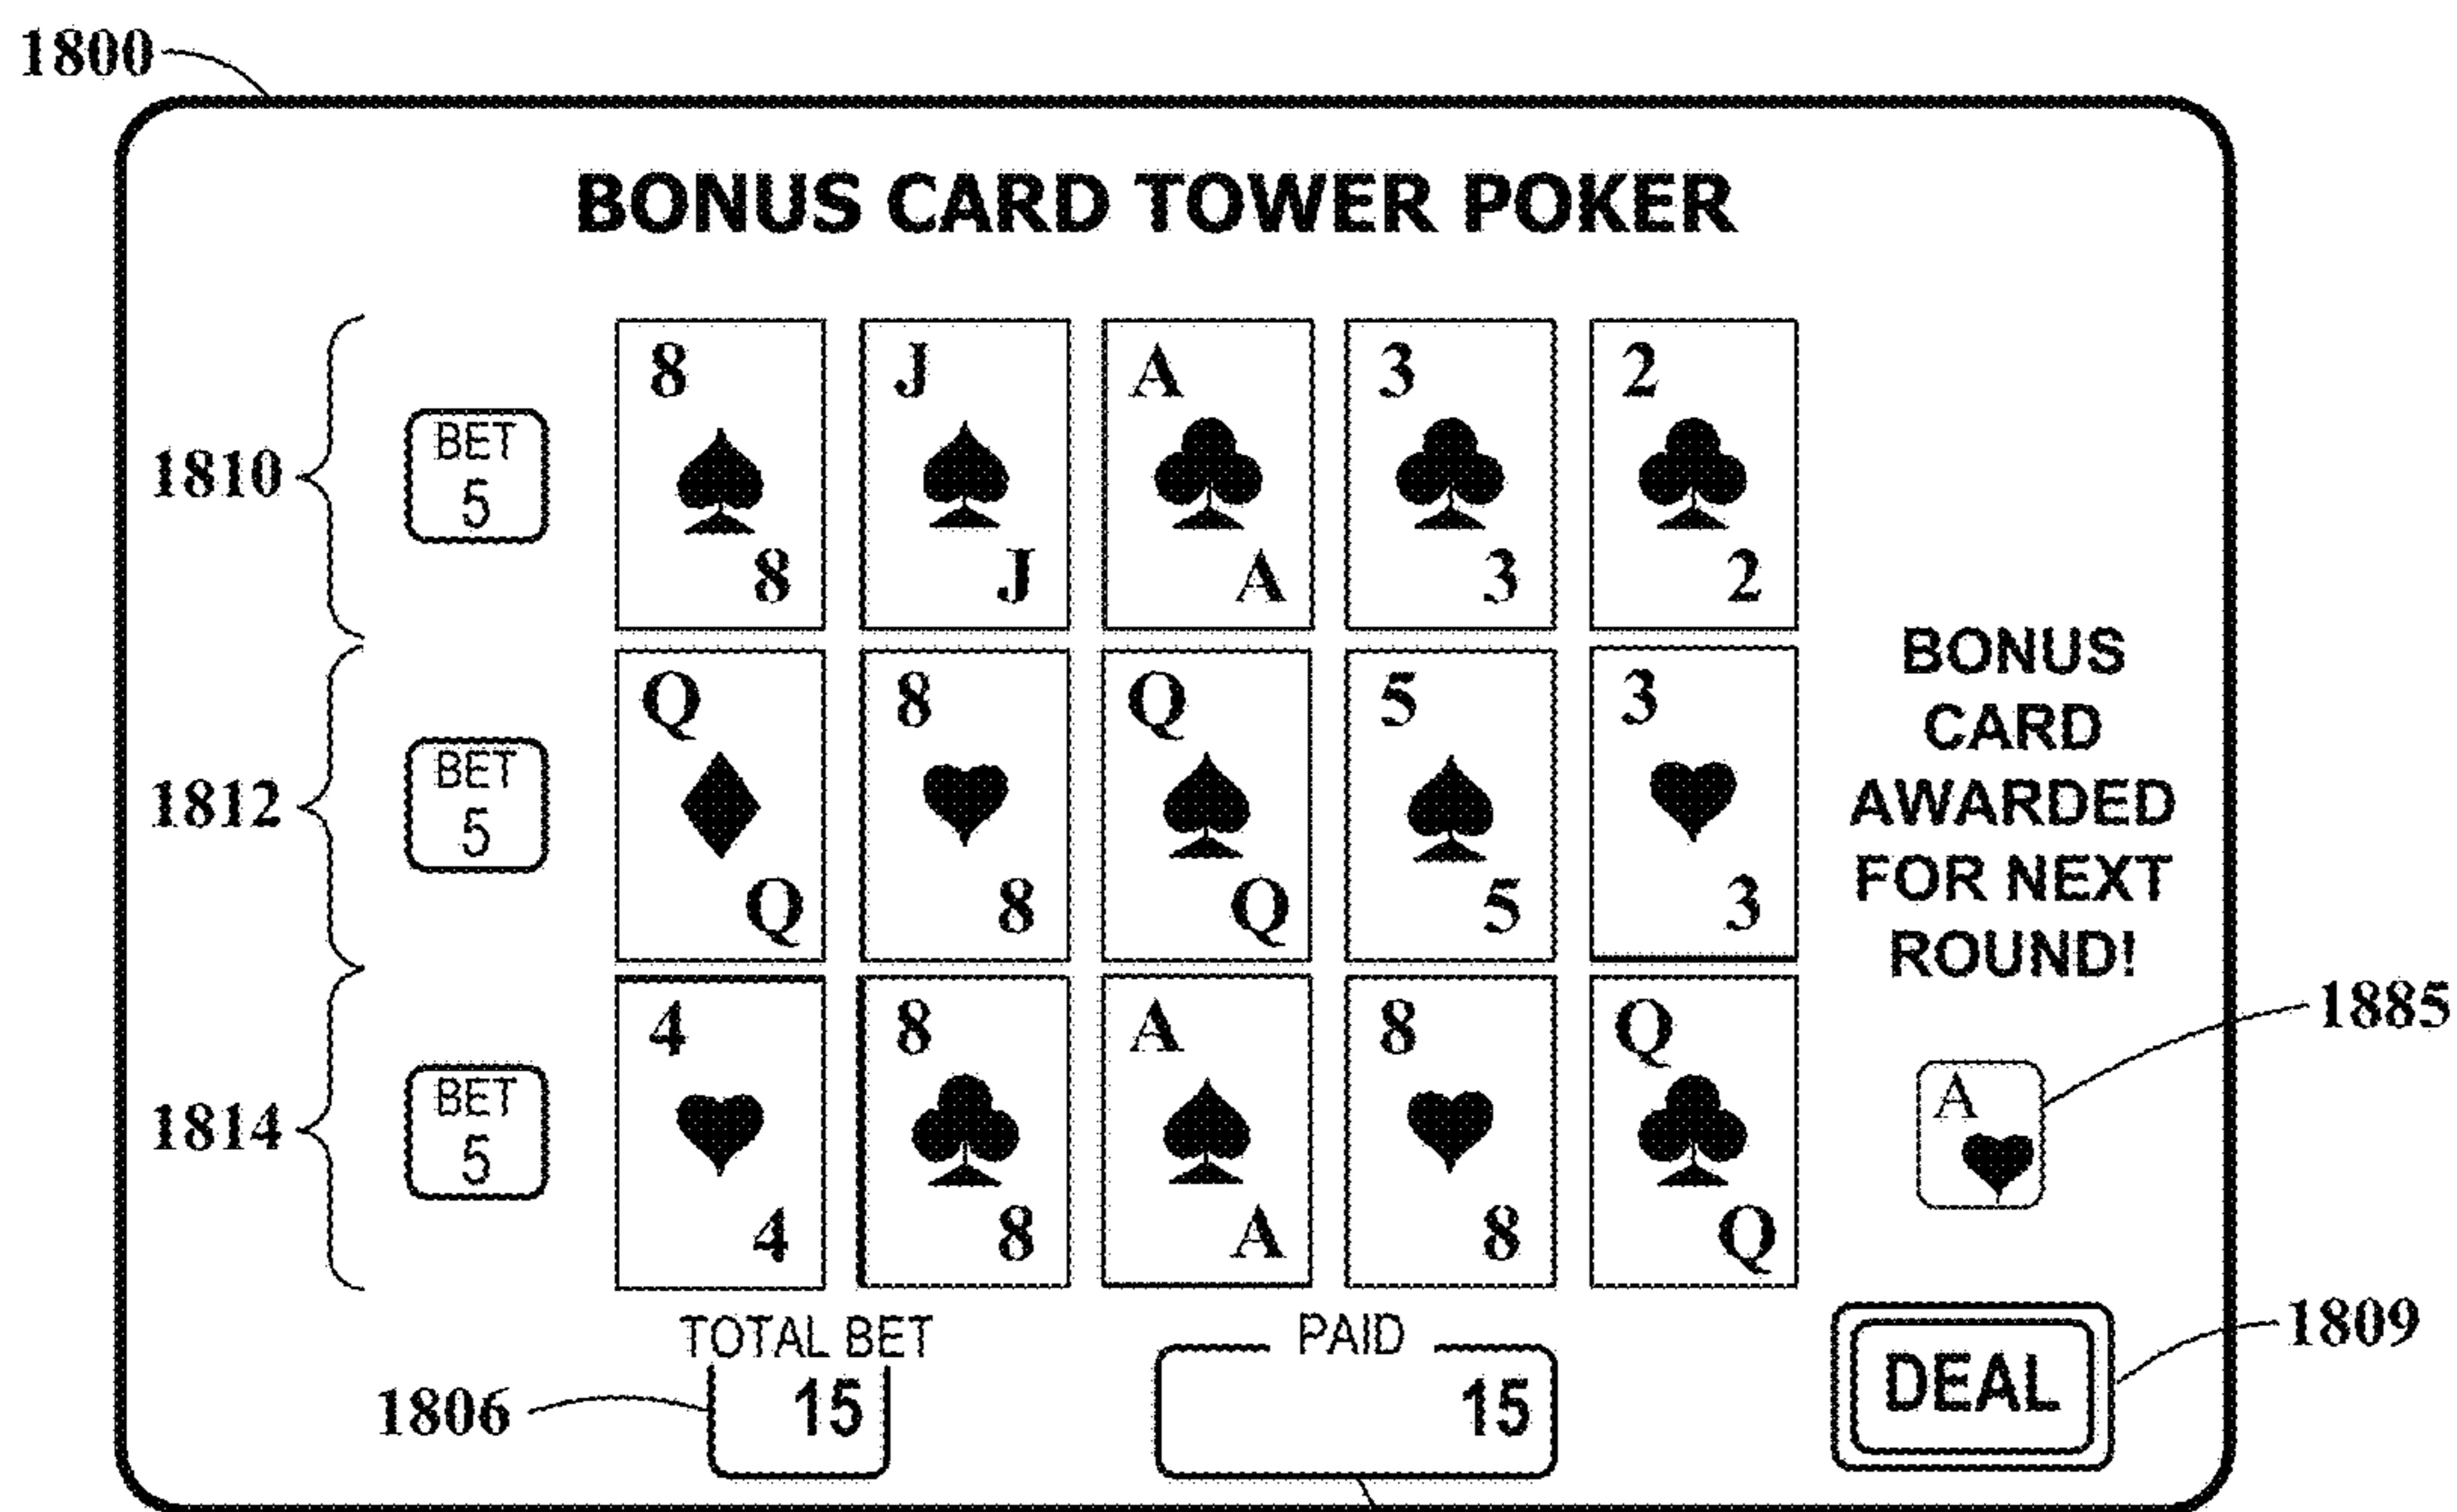 1800
BONUS CARD TOWER POKER
8 J A 3 2
BET
5
1810
8 J A 3 2
Q 8 Q 5 3
BET
5
1812
Q 8 Q 5 3
BONUS
CARD
AWARDED
FOR NEXT
ROUND!
4 8 A 8 Q
BET
5
1814
4 8 A 8 Q
1885
A
TOTAL BET
15
1806
PAID
15
DEAL
1809